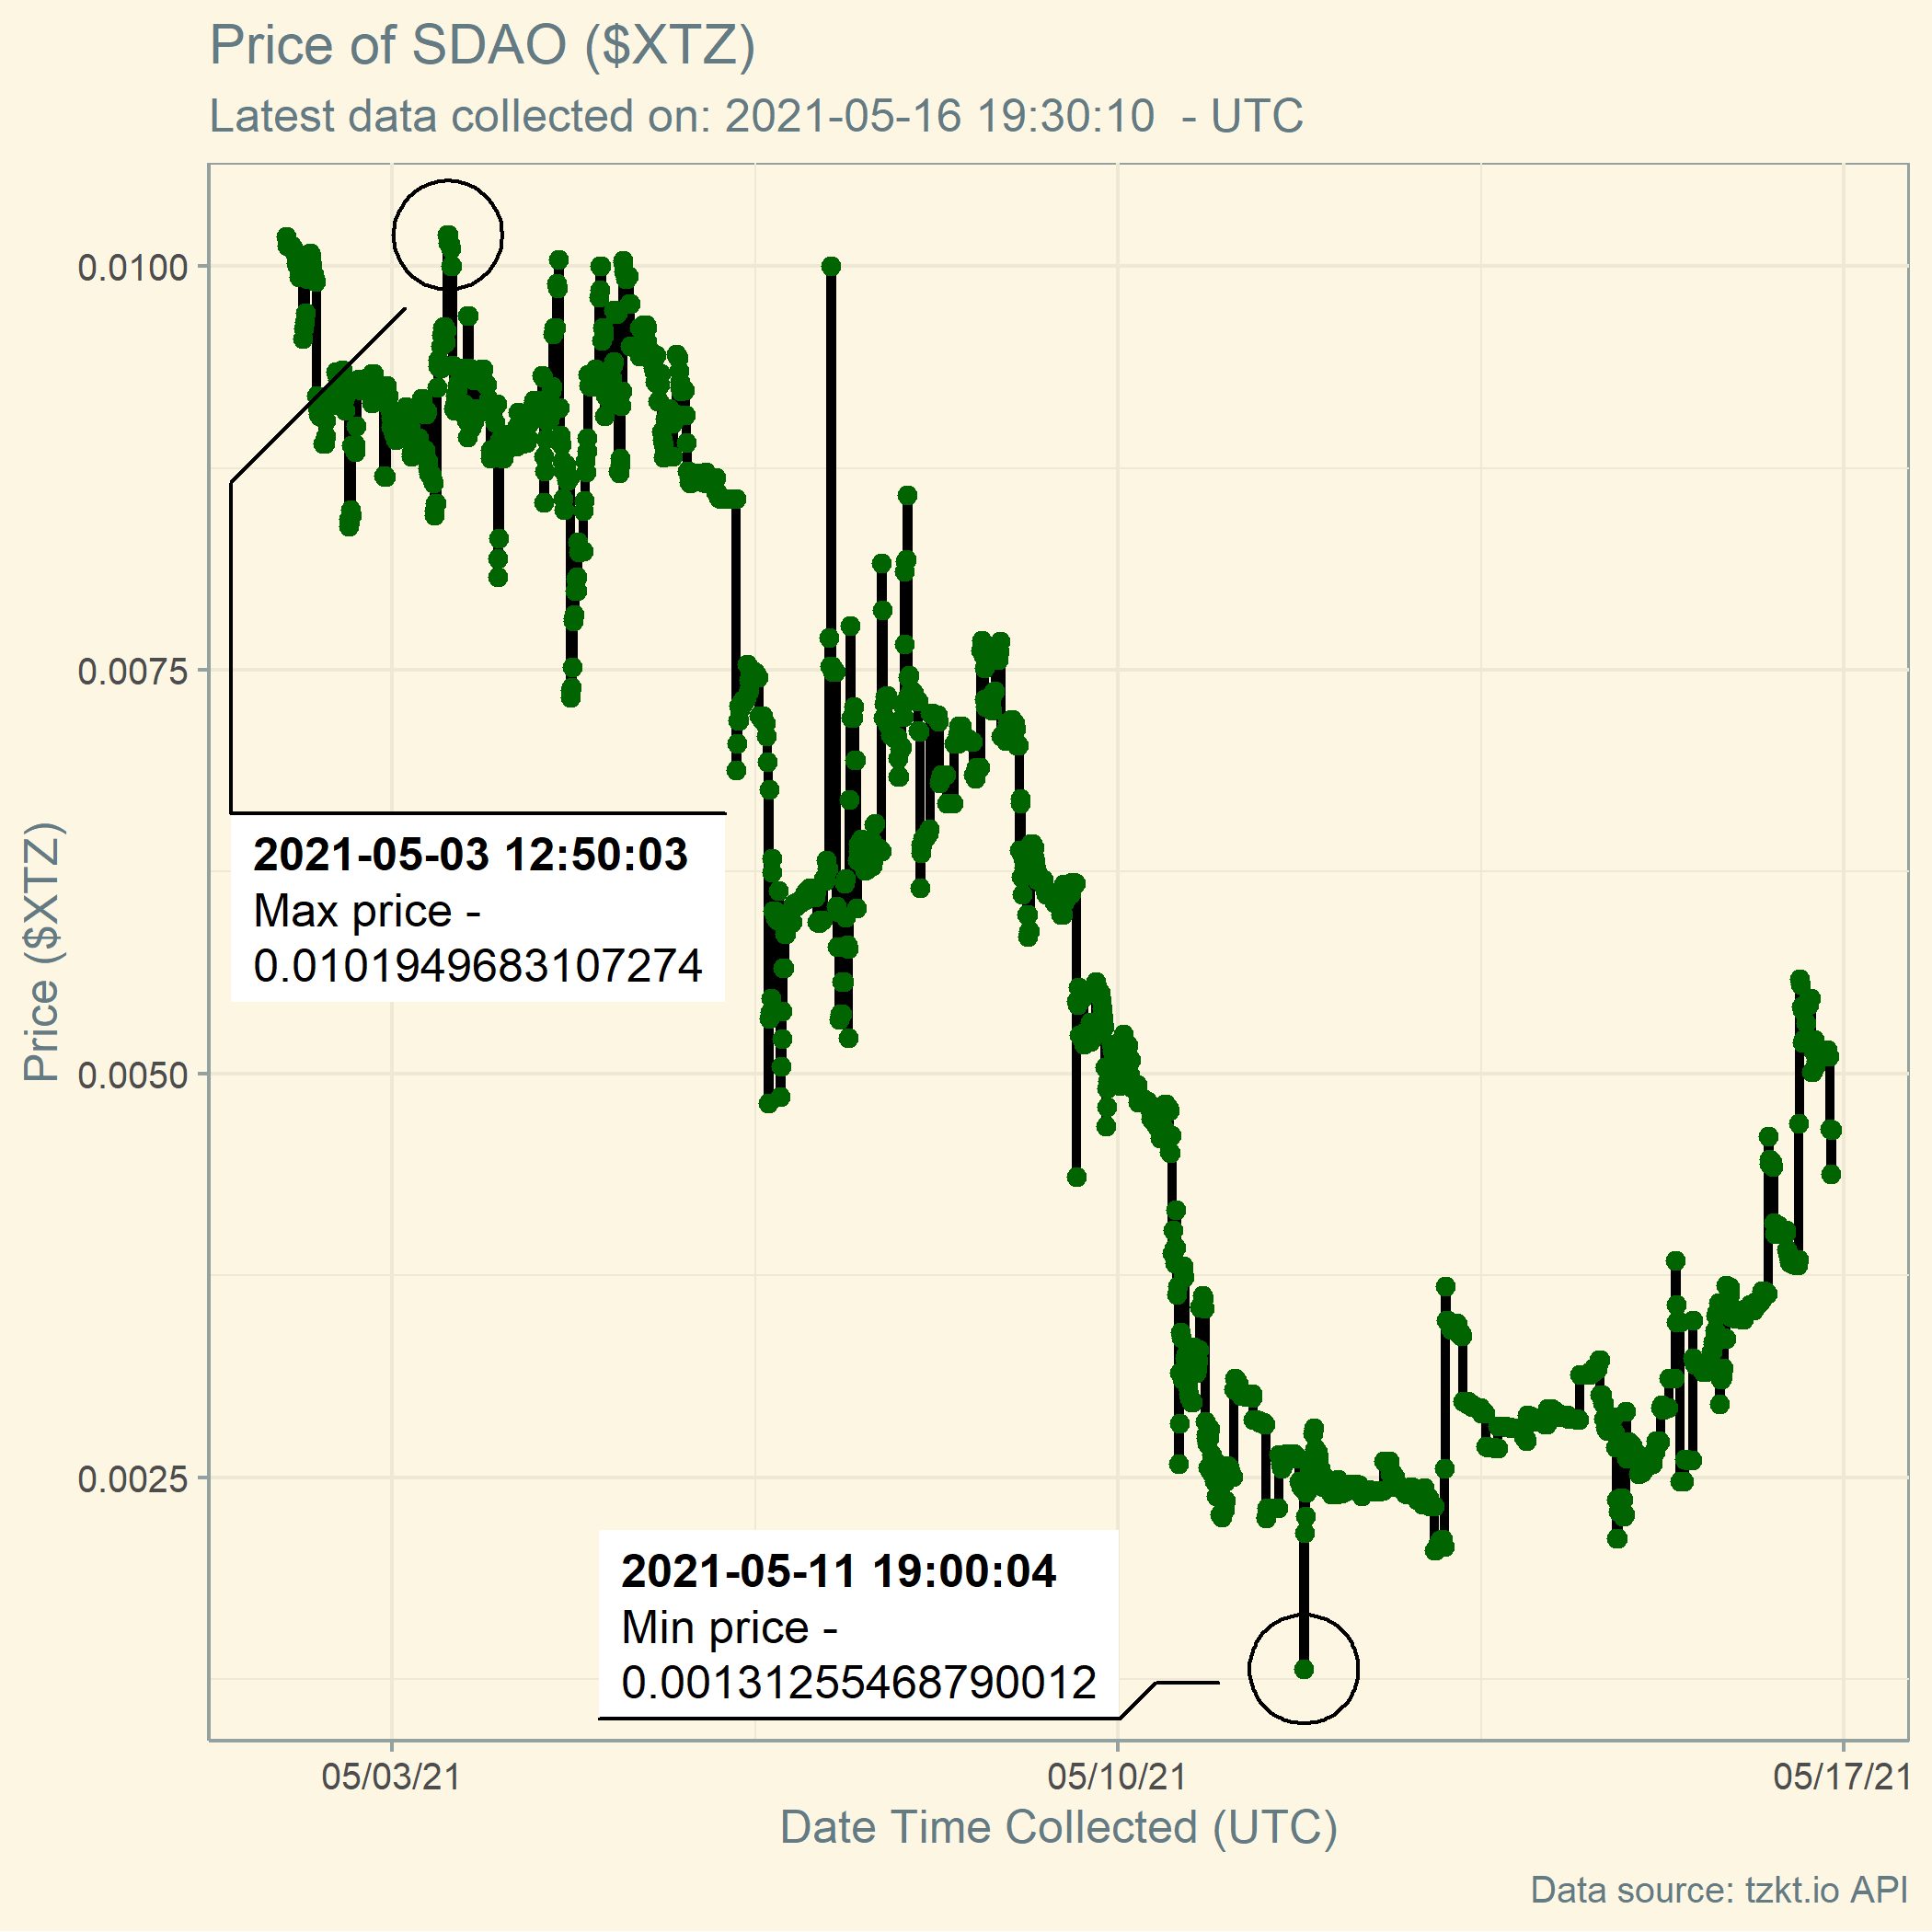 Price of SDAO ($XTZ)
Latest data collected on: 2021-05-16 19:30:10  - UTC
Price ($XTZ)
0.0100
0.0075
0.0050
0.0025
2021-05-03 12:50:03
Max price -
0.0101949683107274
2021-05-11 19:00:04
Min price -
0.00131255468790012
05/03/21
05/10/21
05/17/21
Date Time Collected (UTC)
Data source: tzkt.io API